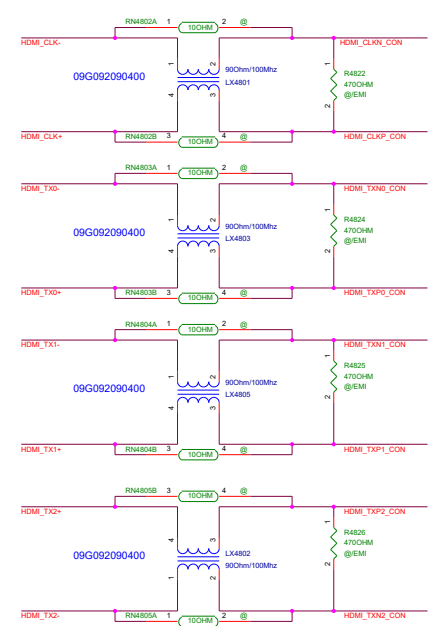 RN4802A 1 10OHM 2 @
HDMI_CLK- HDMI_CLKN_CON
1 2 90Ohm/100Mhz 1 R4822
09G092090400 LX4801 470OHM
4 3 2 @/EMI
HDMI_CLK+ HDMI_CLKP_CON
RN4802B 3 10OHM 4 @
RN4803A 1 10OHM 2 @
HDMI_TX0- HDMI_TXN0_CON
1 2 90Ohm/100Mhz 1 R4824
09G092090400 LX4803 470OHM
4 3 2 @/EMI
HDMI_TX0+ HDMI_TXP0_CON
RN4803B 3 10OHM 4 @
RN4804A 1 10OHM 2 @
HDMI_TX1- HDMI_TXN1_CON
1 2 90Ohm/100Mhz 1 R4825
09G092090400 LX4805 470OHM
4 3 2 @/EMI
HDMI_TX1+ HDMI_TXP1_CON
RN4804B 3 10OHM 4 @
RN4805B 3 10OHM 4 @
HDMI_TX2+ HDMI_TXP2_CON
4 3 LX4802 1 R4826
09G092090400 90Ohm/100Mhz 470OHM
1 2 2 @/EMI
HDMI_TX2- HDMI_TXN2_CON
RN4805A 1 10OHM 2 @